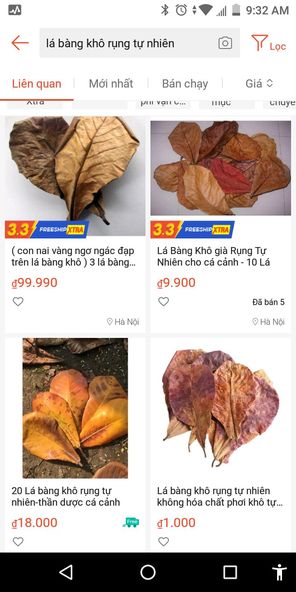 9:32 AM
lá bàng khô rụng tự nhiên
Lọc
Liên quan
Mới nhất
Bán chạy
Giá
Xtra
3.3 FREESHIP XTRA
3.3 FREESHIP XTRA
( con nai vàng ngơ ngác đạp
trên lá bàng khô ) 3 lá bàng...
₫99.990
Hà Nội
Lá Bàng Khô già Rụng Tự
Nhiên cho cá cảnh - 10 Lá
₫9.900
Đã bán 5
Hà Nội
20 Lá bàng khô rụng tự
nhiên-thần dược cá cảnh
₫18.000
Free
Lá bàng khô rụng tự nhiên
không hóa chất phơi khô tự...
₫1.000